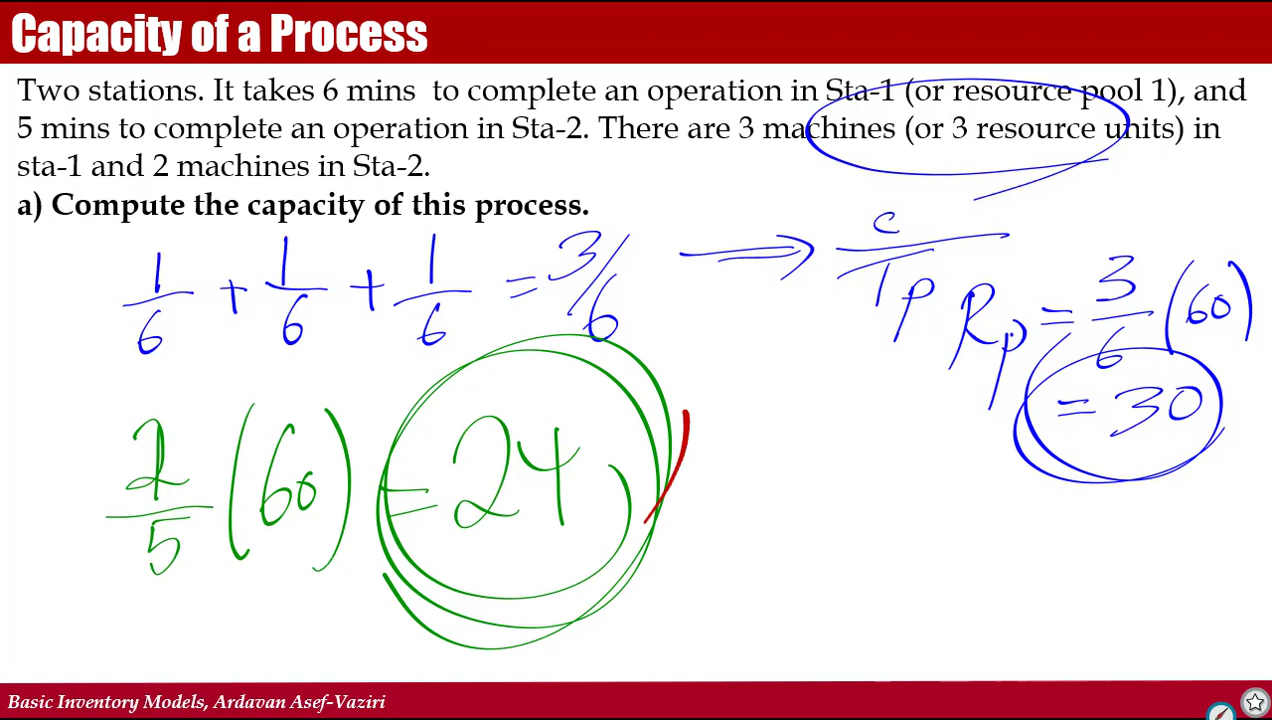 Capacity of a Process
Two stations. It takes 6 mins to complete an operation in Sta-1 (or resource pool 1), and
5 mins to complete an operation in Sta-2. There are 3 machines (or 3 resource units) in
sta-1 and 2 machines in Sta-2.
a) Compute the capacity of this process.
1/6 + 1/6 + 1/6 = 3/6 ⟹ c/Tp
Rp = 3/6 (60)
= 30
2/5 (60) = 24
Basic Inventory Models, Ardavan Asef-Vaziri